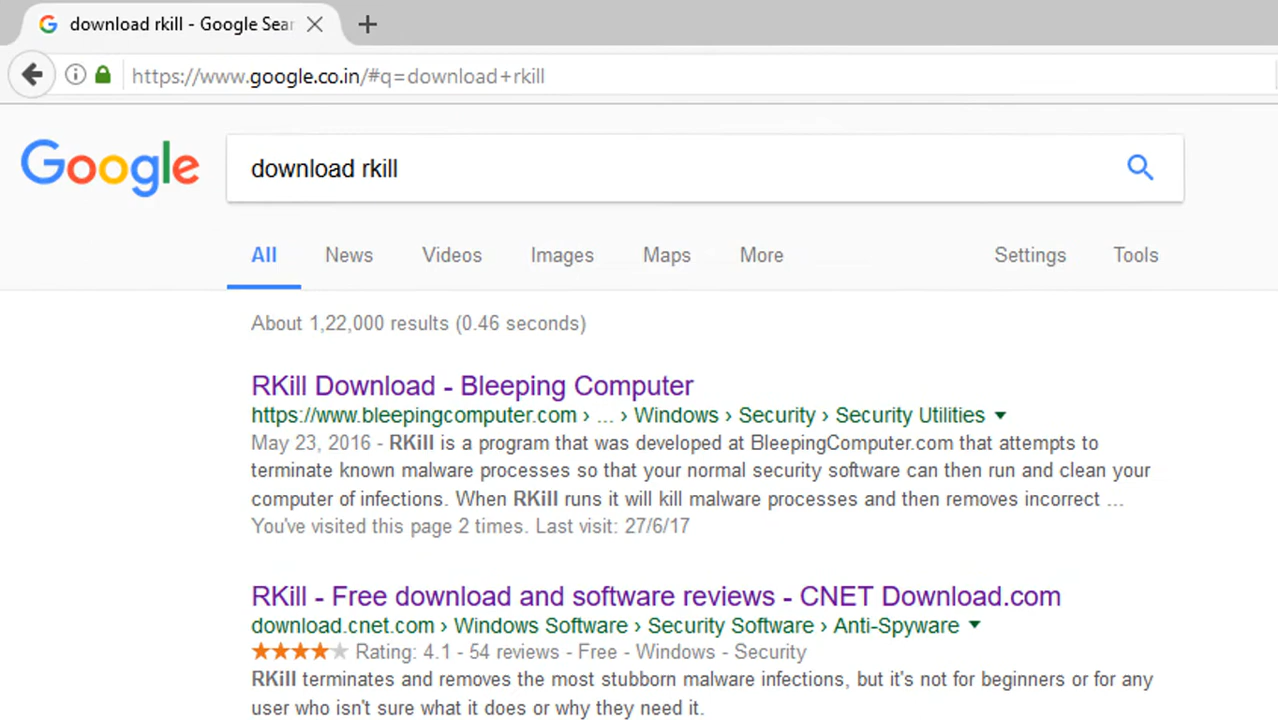 download rkill - Google Sear
https://www.google.co.in/#q=download+rkill
Google
download rkill
All News Videos Images Maps More Settings Tools
About 1,22,000 results (0.46 seconds)
RKill Download - Bleeping Computer
https://www.bleepingcomputer.com › ... › Windows › Security › Security Utilities
May 23, 2016 - RKill is a program that was developed at BleepingComputer.com that attempts to
terminate known malware processes so that your normal security software can then run and clean your
computer of infections. When RKill runs it will kill malware processes and then removes incorrect ...
You've visited this page 2 times. Last visit: 27/6/17
RKill - Free download and software reviews - CNET Download.com
download.cnet.com › Windows Software › Security Software › Anti-Spyware
Rating: 4.1 - 54 reviews - Free - Windows - Security
RKill terminates and removes the most stubborn malware infections, but it's not for beginners or for any
user who isn't sure what it does or why they need it.